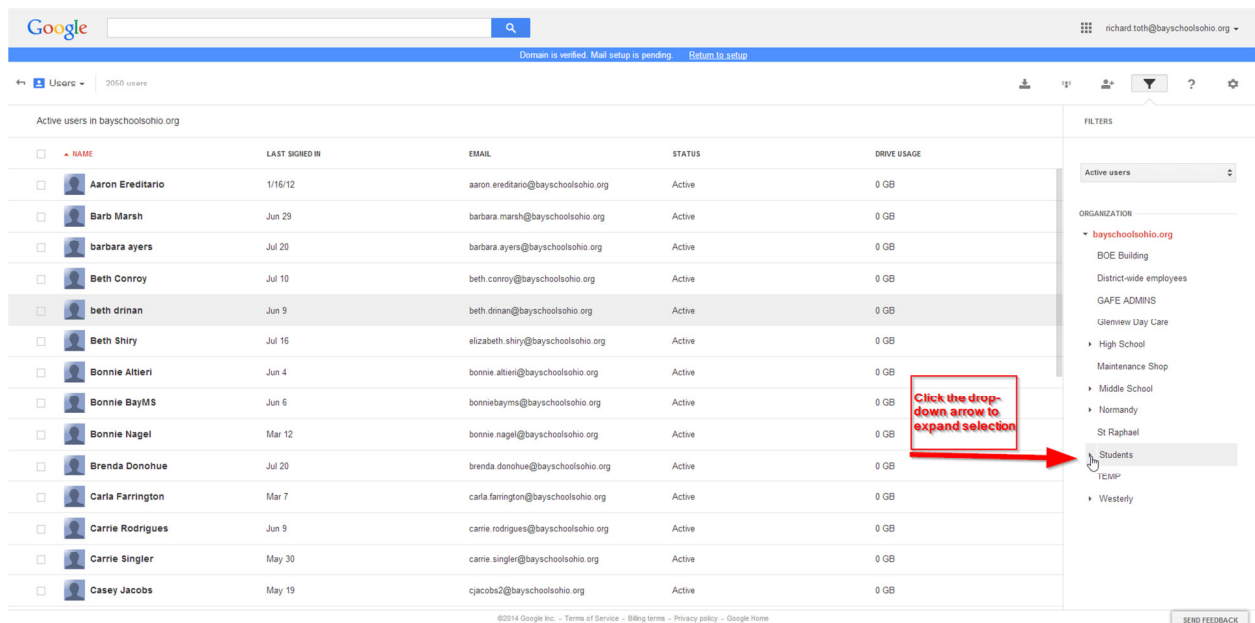 Google
richard.toth@bayschoolsohio.org
Domain is verified. Mail setup is pending. Return to setup
Users 2050 users
?
Active users in bayschoolsohio.org
FILTERS
NAME LAST SIGNED IN EMAIL STATUS DRIVE USAGE
Aaron Ereditario 1/16/12 aaron.ereditario@bayschoolsohio.org Active 0 GB
Barb Marsh Jun 29 barbara.marsh@bayschoolsohio.org Active 0 GB
barbara ayers Jul 20 barbara.ayers@bayschoolsohio.org Active 0 GB
Beth Conroy Jul 10 beth.conroy@bayschoolsohio.org Active 0 GB
beth drinan Jun 9 beth.drinan@bayschoolsohio.org Active 0 GB
Beth Shiry Jul 16 elizabeth.shiry@bayschoolsohio.org Active 0 GB
Bonnie Altieri Jun 4 bonnie.altieri@bayschoolsohio.org Active 0 GB
Bonnie BayMS Jun 6 bonniebayms@bayschoolsohio.org Active 0 GB
Bonnie Nagel Mar 12 bonnie.nagel@bayschoolsohio.org Active 0 GB
Brenda Donohue Jul 20 brenda.donohue@bayschoolsohio.org Active 0 GB
Carla Farrington Mar 7 carla.farrington@bayschoolsohio.org Active 0 GB
Carrie Rodrigues Jun 9 carrie.rodrigues@bayschoolsohio.org Active 0 GB
Carrie Singler May 30 carrie.singler@bayschoolsohio.org Active 0 GB
Casey Jacobs May 19 cjacobs2@bayschoolsohio.org Active 0 GB
Click the drop-
down arrow to
expand selection
Active users
ORGANIZATION
bayschoolsohio.org
BOE Building
District-wide employees
GAFE ADMINS
Glenview Day Care
High School
Maintenance Shop
Middle School
Normandy
St Raphael
Students
TEMP
Westerly
©2014 Google Inc. - Terms of Service - Billing terms - Privacy policy - Google Home
SEND FEEDBACK